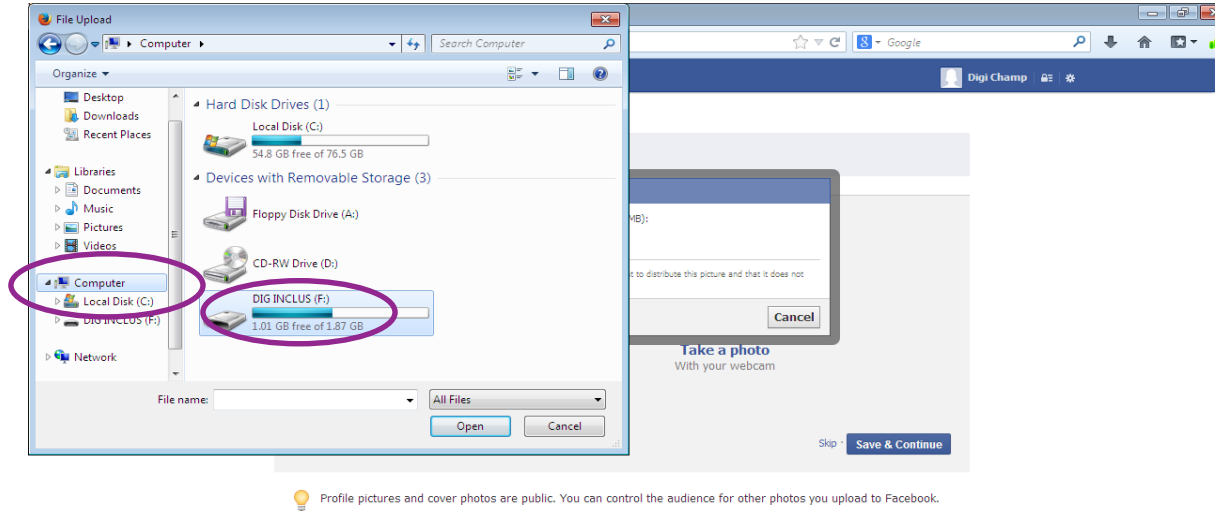 File Upload
Computer
Search Computer
Organize
Desktop
Downloads
Recent Places
Libraries
Documents
Music
Pictures
Videos
Computer
Local Disk (C:)
DIG INCLUS (F:)
Network
Hard Disk Drives (1)
Local Disk (C:)
54.8 GB free of 76.5 GB
Devices with Removable Storage (3)
Floppy Disk Drive (A:)
CD-RW Drive (D:)
DIG INCLUS (F:)
1.01 GB free of 1.87 GB
File name:
All Files
Open Cancel
8 - Google
Digi Champ
MB):
t to distribute this picture and that it does not
Cancel
Take a photo
With your webcam
Skip · Save & Continue
Profile pictures and cover photos are public. You can control the audience for other photos you upload to Facebook.